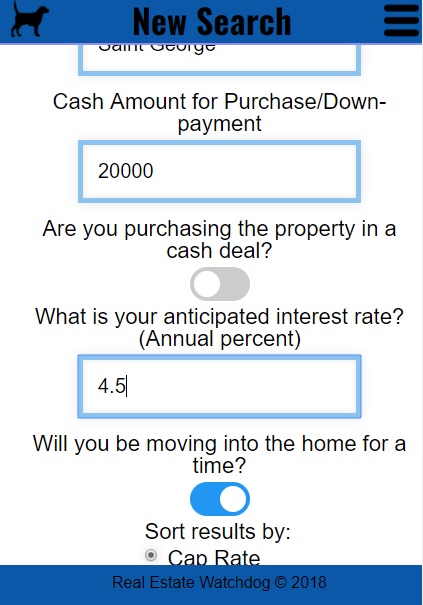 New Search
Saint George
Cash Amount for Purchase/Down-
payment
20000
Are you purchasing the property in a
cash deal?
What is your anticipated interest rate?
(Annual percent)
4.5
Will you be moving into the home for a
time?
Sort results by:
Cap Rate
Real Estate Watchdog © 2018